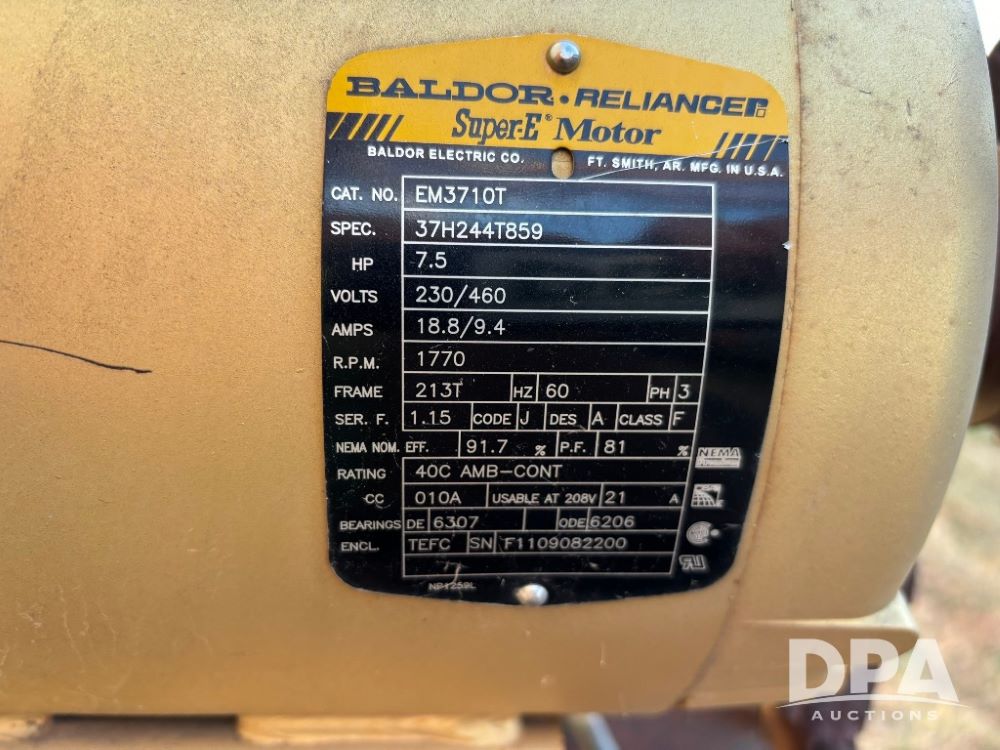 BALDOR • RELIANCER
Super-E® Motor
BALDOR ELECTRIC CO. FT. SMITH, AR. MFG. IN U.S.A.
CAT. NO. EM3710T
SPEC. 37H244T859
HP 7.5
VOLTS 230/460
AMPS 18.8/9.4
R.P.M. 1770
FRAME 213T HZ 60 PH 3
SER. F. 1.15 CODE J DES A CLASS F
NEMA NOM. EFF. 91.7 % P.F. 81 %
NEMA
RATING 40C AMB-CONT
CC 010A USABLE AT 208V 21 A
BEARINGS DE 6307 ODE 6206
ENCL. TEFC SN F1109082200
NP1259L
DPA
AUCTIONS